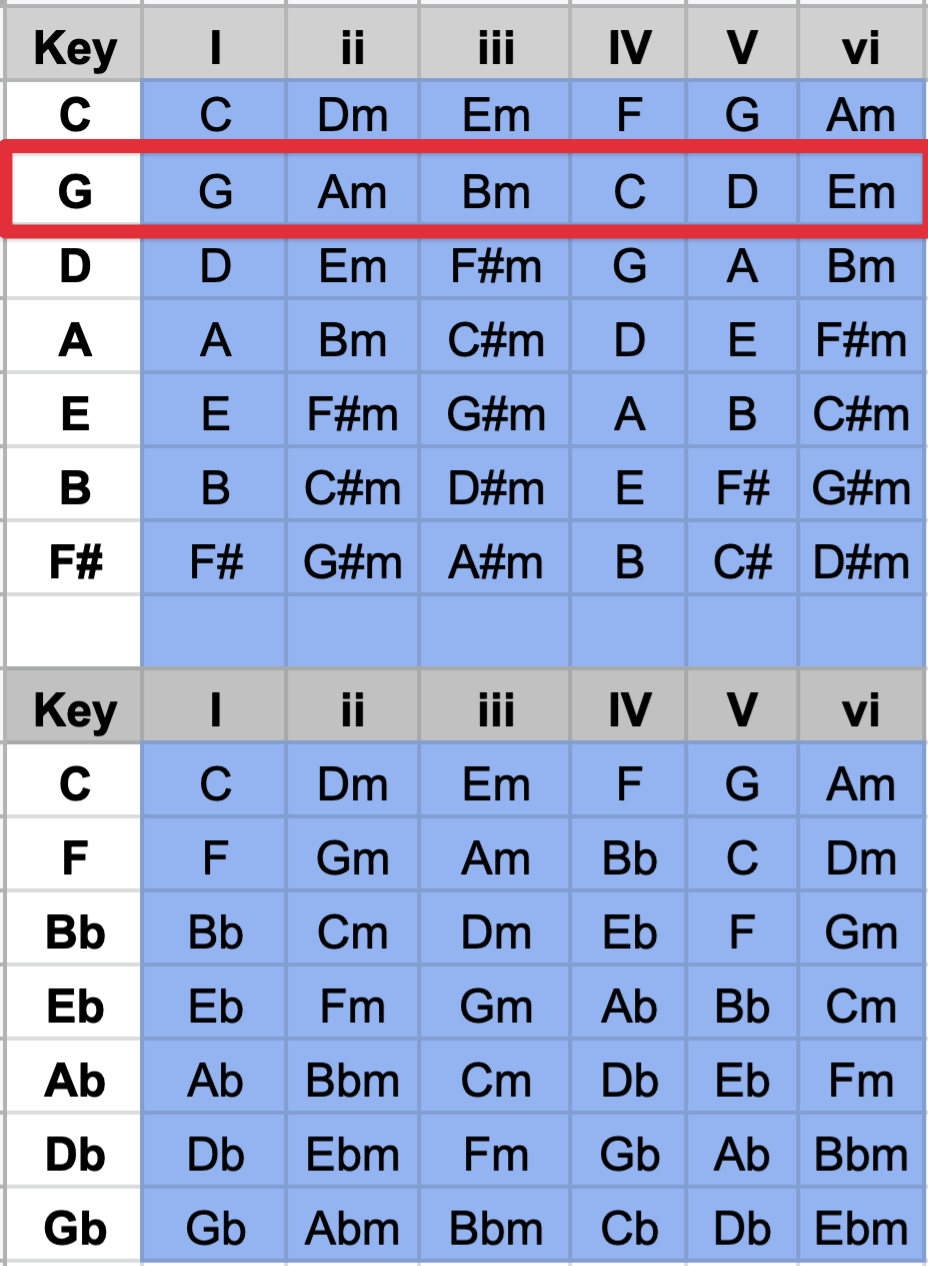 Key I ii iii IV V vi
C C Dm Em F G Am
G G Am Bm C D Em
D D Em F#m G A Bm
A A Bm C#m D E F#m
E E F#m G#m A B C#m
B B C#m D#m E F# G#m
F# F# G#m A#m B C# D#m
Key I ii iii IV V vi
C C Dm Em F G Am
F F Gm Am Bb C Dm
Bb Bb Cm Dm Eb F Gm
Eb Eb Fm Gm Ab Bb Cm
Ab Ab Bbm Cm Db Eb Fm
Db Db Ebm Fm Gb Ab Bbm
Gb Gb Abm Bbm Cb Db Ebm